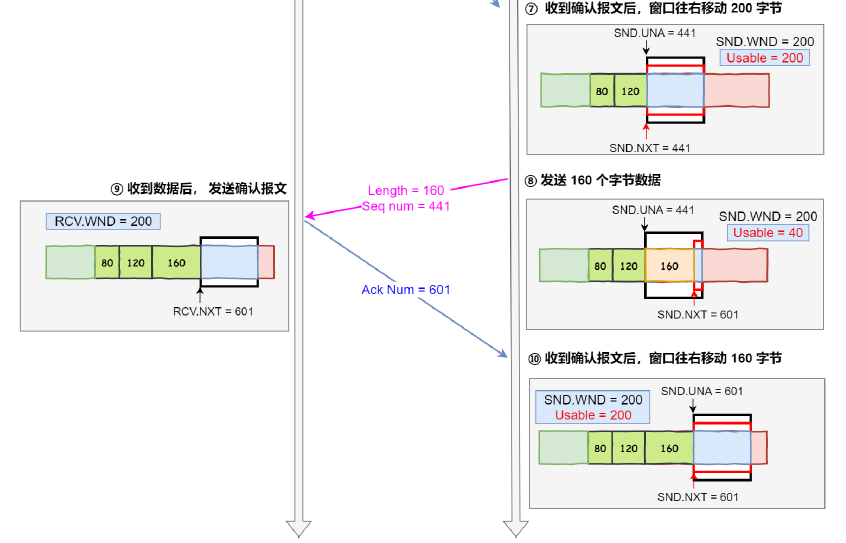 ⑦ 收到确认报文后，窗口往右移动 200 字节
SND.UNA = 441
SND.WND = 200
Usable = 200
80 120
SND.NXT = 441
⑧ 发送 160 个字节数据
Length = 160
Seq num = 441
SND.UNA = 441
SND.WND = 200
Usable = 40
80 120 160
SND.NXT = 601
⑨ 收到数据后， 发送确认报文
RCV.WND = 200
80 120 160
RCV.NXT = 601
Ack Num = 601
⑩ 收到确认报文后，窗口往右移动 160 字节
SND.UNA = 601
SND.WND = 200
Usable = 200
80 120 160
SND.NXT = 601